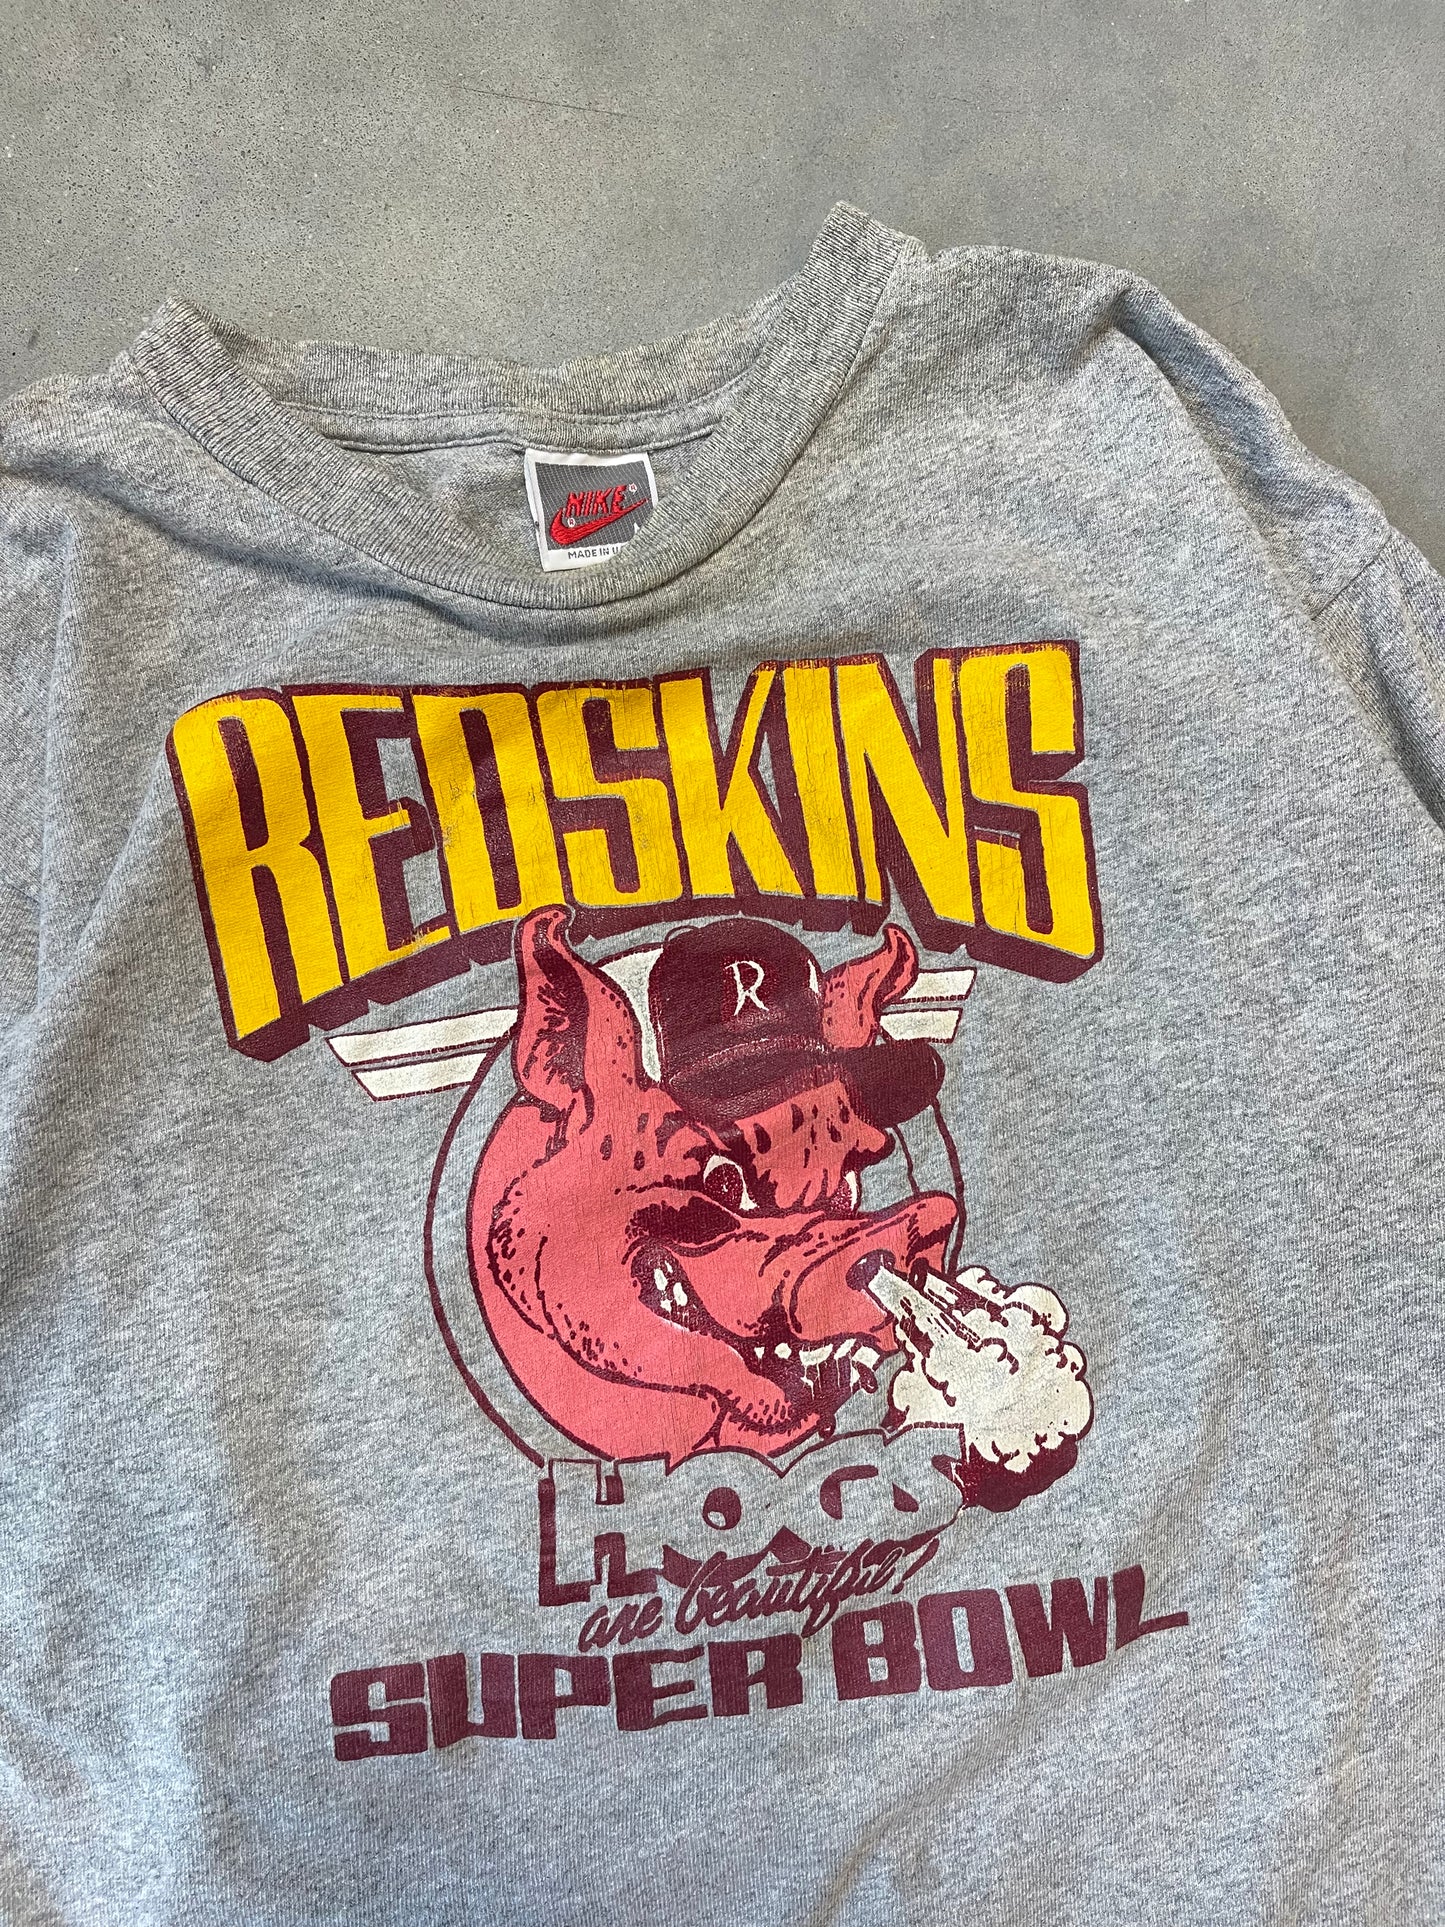 NIKE
MADE IN U
REDSKINS
R
HOGS
are beautiful!
SUPER BOWL